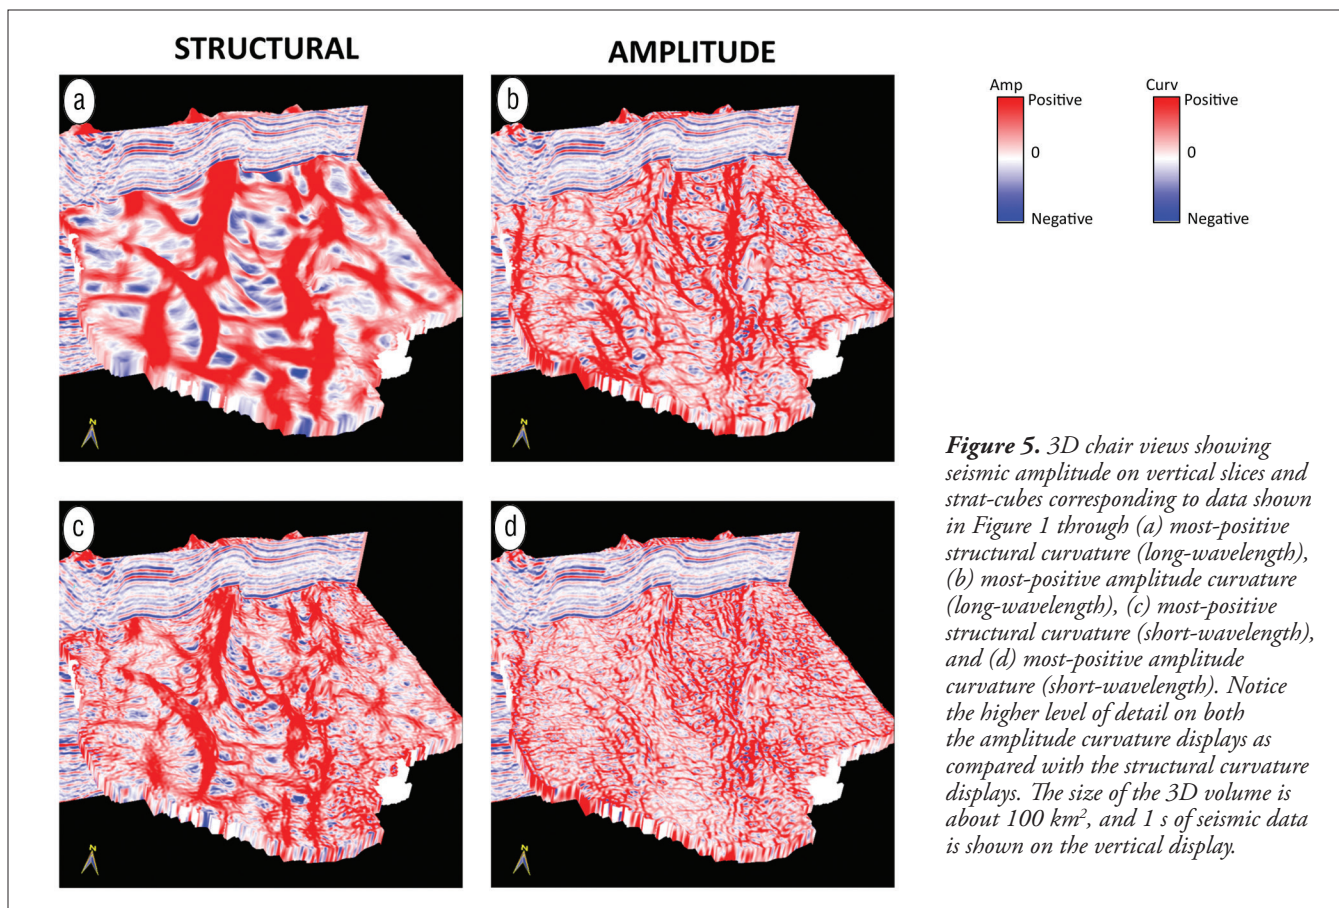 STRUCTURAL
AMPLITUDE
a
b
Amp
Positive
0
Negative
Curv
Positive
0
Negative
N
N
c
d
N
N
Figure 5. 3D chair views showing
seismic amplitude on vertical slices and
strat-cubes corresponding to data shown
in Figure 1 through (a) most-positive
structural curvature (long-wavelength),
(b) most-positive amplitude curvature
(long-wavelength), (c) most-positive
structural curvature (short-wavelength),
and (d) most-positive amplitude
curvature (short-wavelength). Notice
the higher level of detail on both
the amplitude curvature displays as
compared with the structural curvature
displays. The size of the 3D volume is
about 100 km², and 1 s of seismic data
is shown on the vertical display.